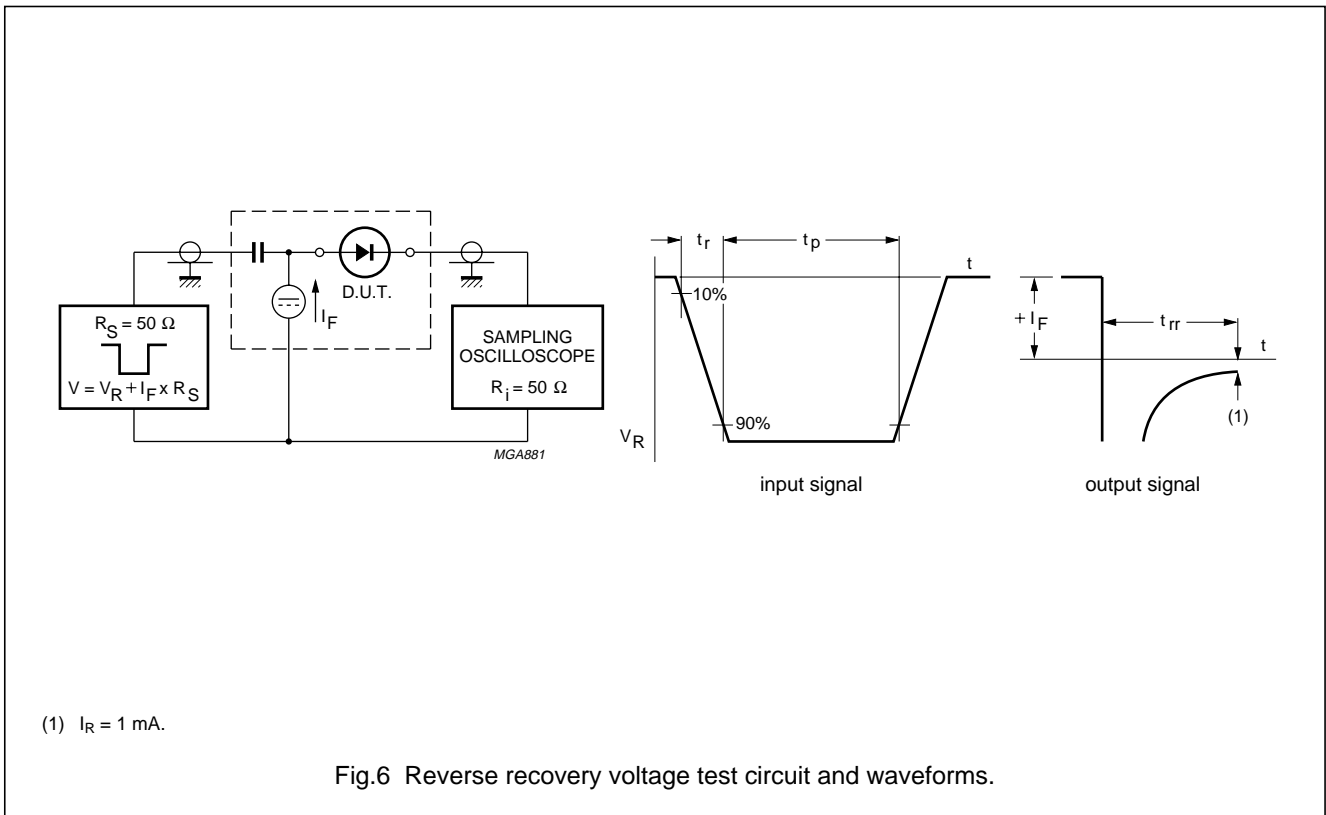 R_S = 50 Ω
V = V_R + I_F x R_S
I_F
D.U.T.
SAMPLING
OSCILLOSCOPE
R_i = 50 Ω
MGA881
t_r
t_p
t
10%
90%
V_R
input signal
+ I_F
t_rr
t
(1)
output signal
(1) I_R = 1 mA.
Fig.6 Reverse recovery voltage test circuit and waveforms.